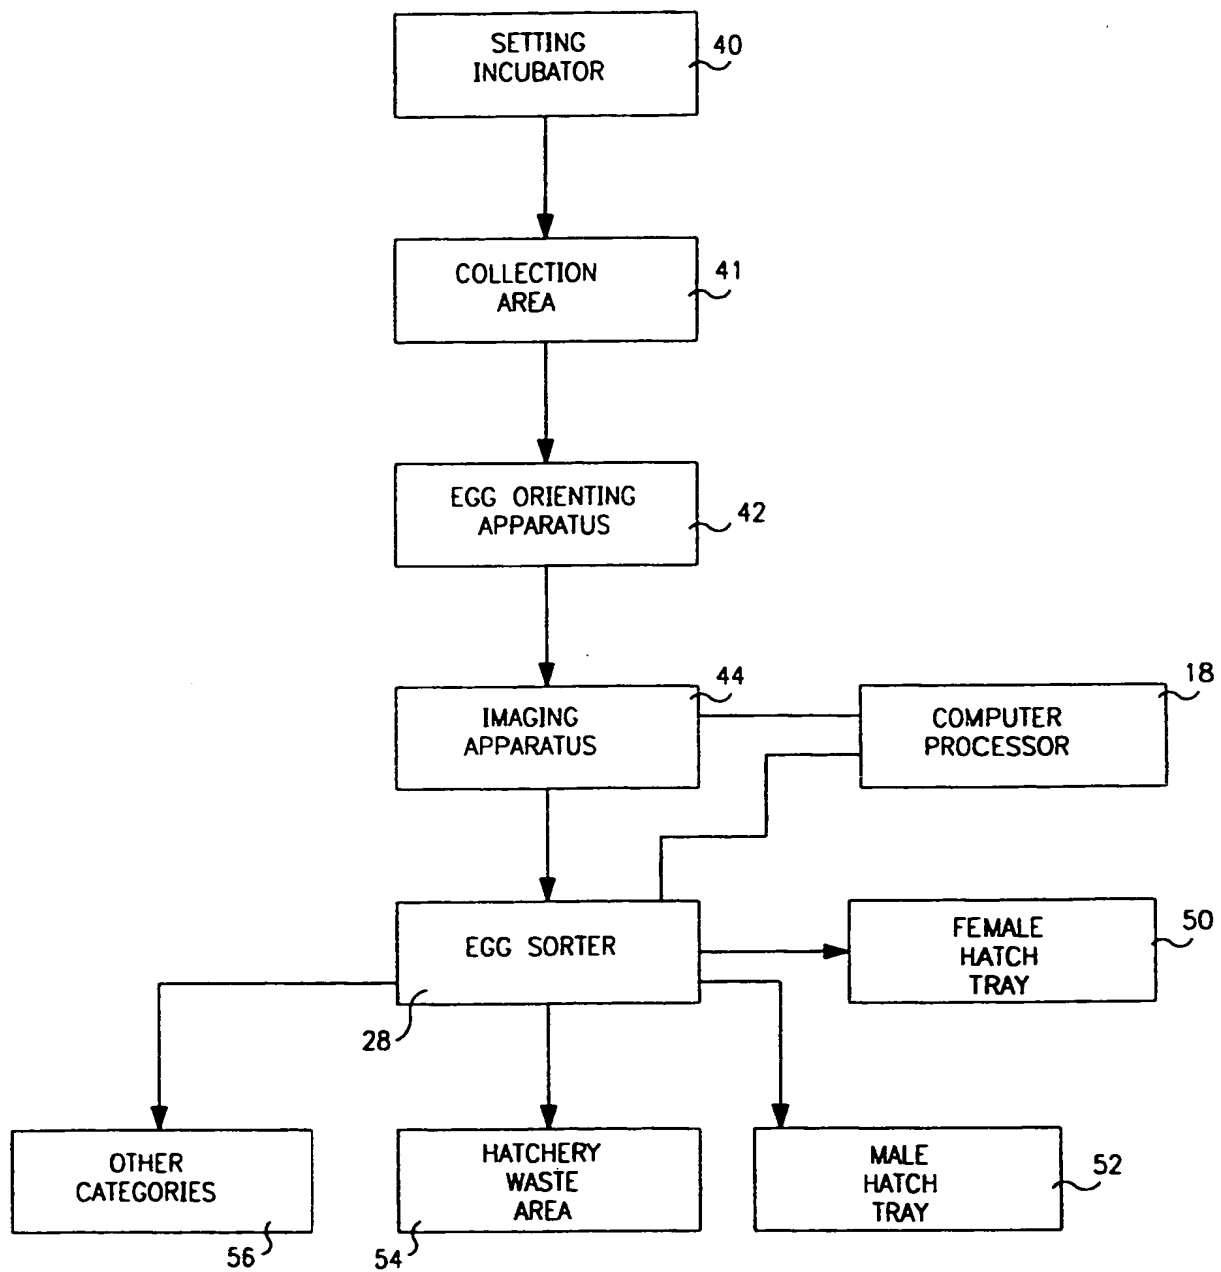 SETTING
INCUBATOR
40
COLLECTION
AREA
41
EGG ORIENTING
APPARATUS
42
IMAGING
APPARATUS
44
COMPUTER
PROCESSOR
18
EGG SORTER
28
FEMALE
HATCH
TRAY
50
OTHER
CATEGORIES
56
HATCHERY
WASTE
AREA
54
MALE
HATCH
TRAY
52